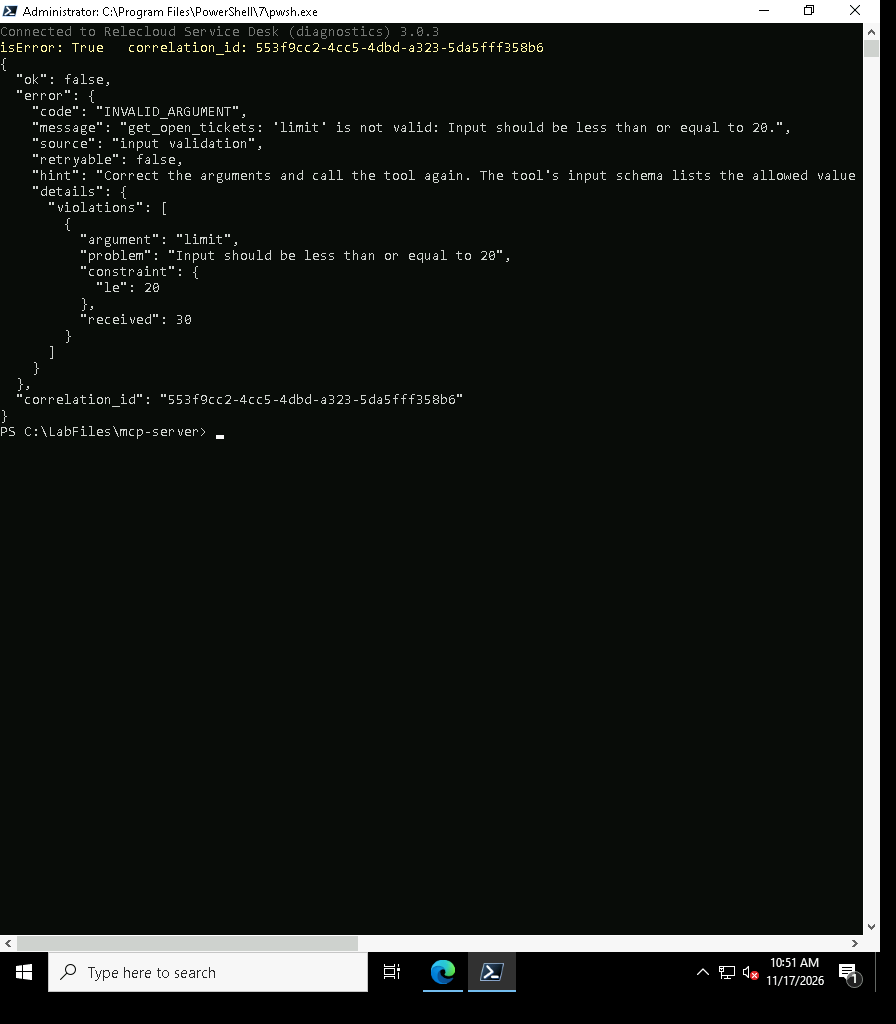 Administrator: C:\Program Files\PowerShell\7\pwsh.exe
Connected to Relecloud Service Desk (diagnostics) 3.0.3
isError: True   correlation_id: 553f9cc2-4cc5-4dbd-a323-5da5fff358b6
{
  "ok": false,
  "error": {
    "code": "INVALID_ARGUMENT",
    "message": "get_open_tickets: 'limit' is not valid: Input should be less than or equal to 20.",
    "source": "input validation",
    "retryable": false,
    "hint": "Correct the arguments and call the tool again. The tool's input schema lists the allowed value
    "details": {
      "violations": [
        {
          "argument": "limit",
          "problem": "Input should be less than or equal to 20",
          "constraint": {
            "le": 20
          },
          "received": 30
        }
      ]
    }
  },
  "correlation_id": "553f9cc2-4cc5-4dbd-a323-5da5fff358b6"
}
PS C:\LabFiles\mcp-server>
Type here to search
10:51 AM
11/17/2026
1